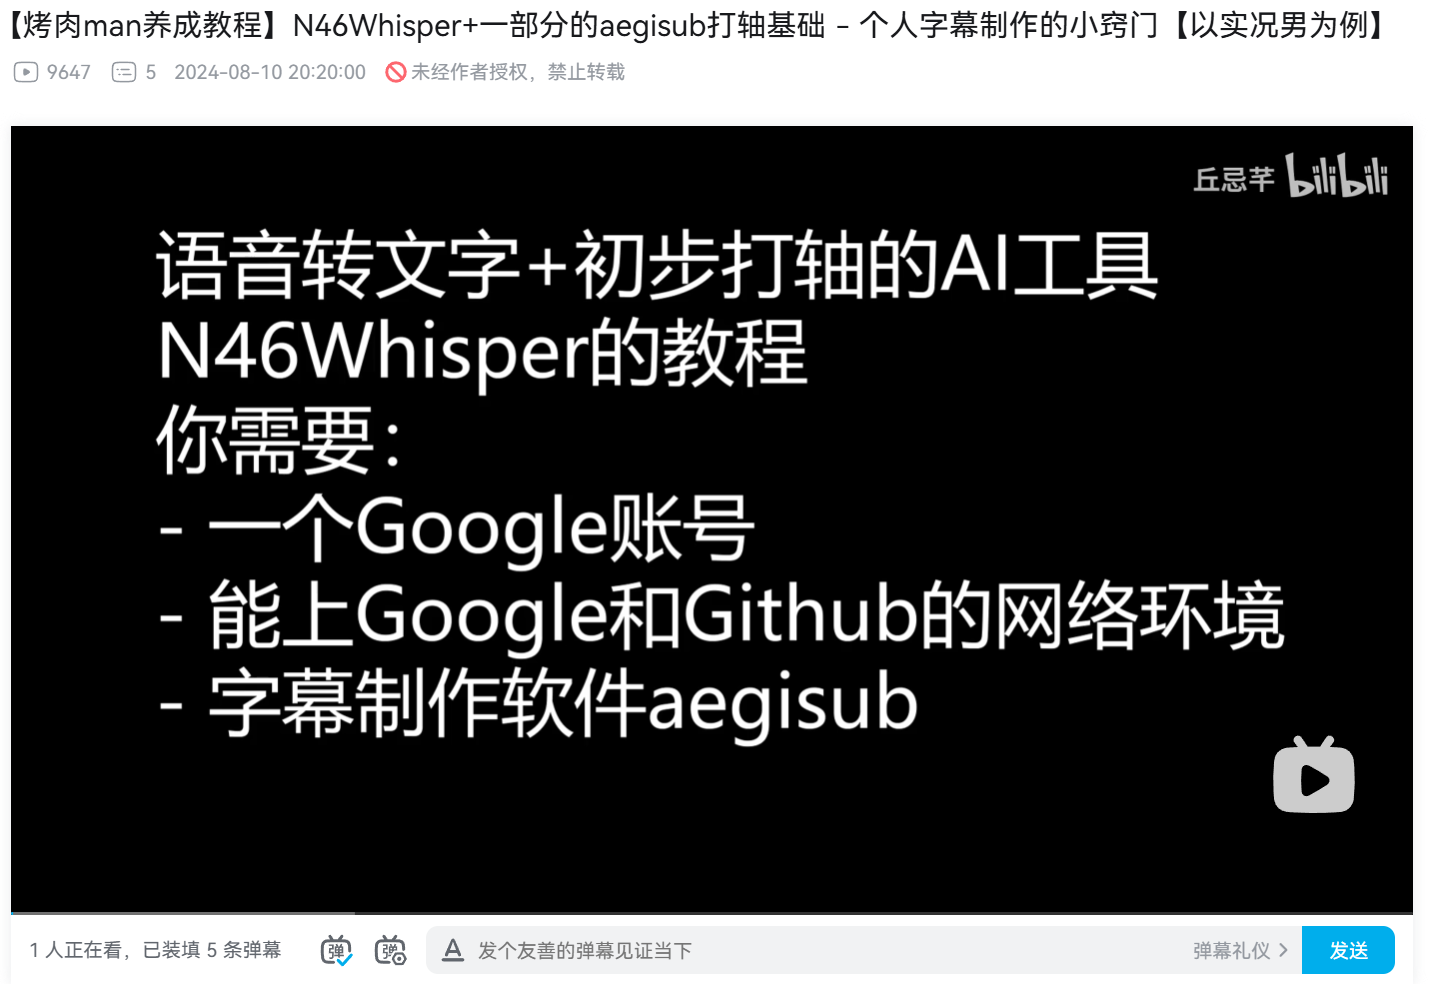 【烤肉man养成教程】N46Whisper+一部分的aegisub打轴基础 - 个人字幕制作的小窍门【以实况男为例】
9647 5 2024-08-10 20:20:00 未经作者授权，禁止转载
丘忌芊 bilibili
语音转文字+初步打轴的AI工具
N46Whisper的教程
你需要：
- 一个Google账号
- 能上Google和Github的网络环境
- 字幕制作软件aegisub
1 人正在看，已装填 5 条弹幕 弹 弹 A 发个友善的弹幕见证当下 弹幕礼仪 发送